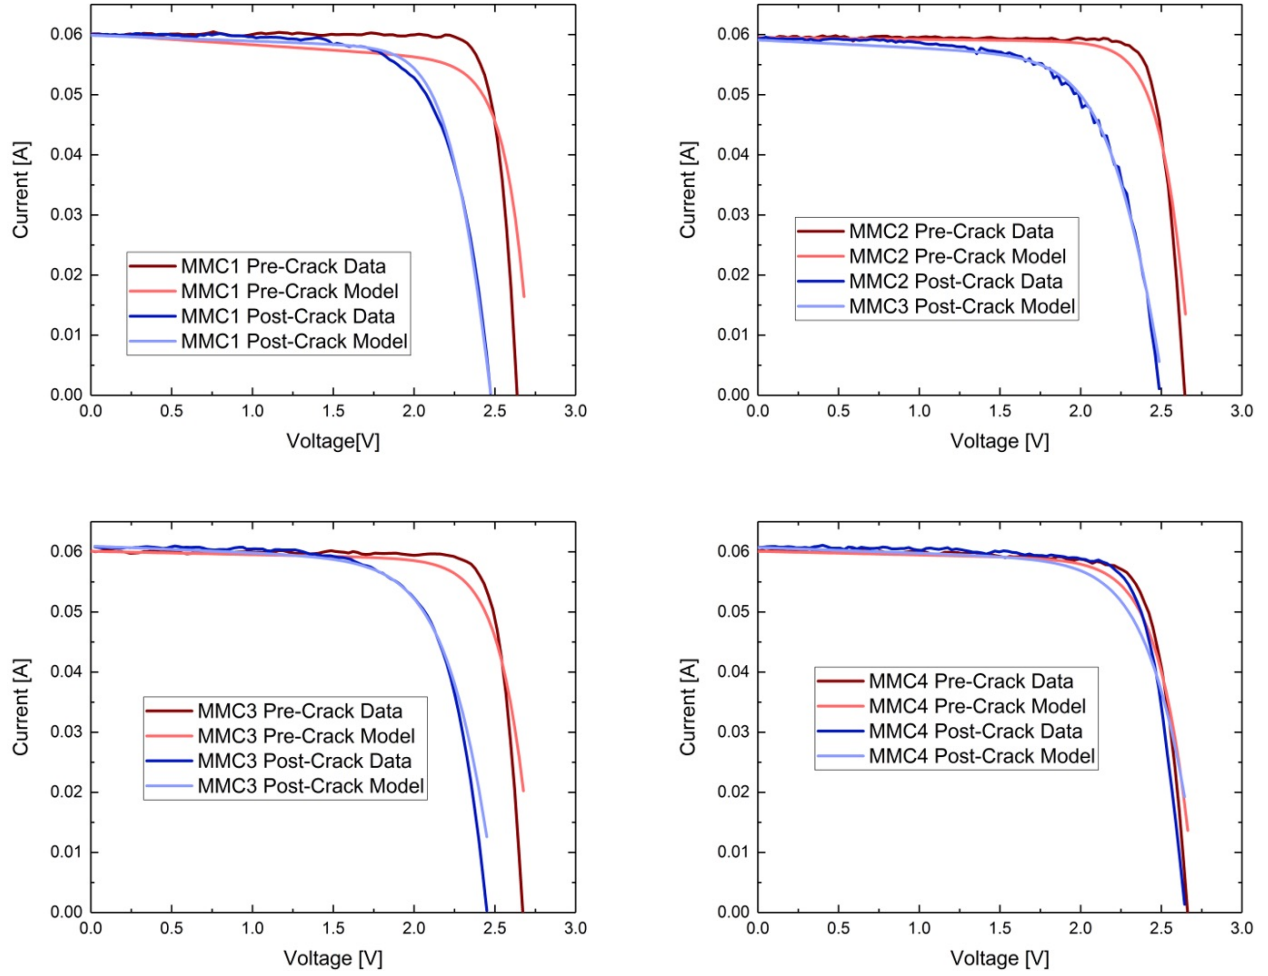 0.06
0.05
0.04
0.03
0.02
0.01
0.00
Current [A]
MMC1 Pre-Crack Data
MMC1 Pre-Crack Model
MMC1 Post-Crack Data
MMC1 Post-Crack Model
0.0 0.5 1.0 1.5 2.0 2.5 3.0
Voltage[V]
0.06
0.05
0.04
0.03
0.02
0.01
0.00
Current [A]
MMC2 Pre-Crack Data
MMC2 Pre-Crack Model
MMC2 Post-Crack Data
MMC3 Post-Crack Model
0.0 0.5 1.0 1.5 2.0 2.5 3.0
Voltage [V]
0.06
0.05
0.04
0.03
0.02
0.01
0.00
Current [A]
MMC3 Pre-Crack Data
MMC3 Pre-Crack Model
MMC3 Post-Crack Data
MMC3 Post-Crack Model
0.0 0.5 1.0 1.5 2.0 2.5 3.0
Voltage [V]
0.06
0.05
0.04
0.03
0.02
0.01
0.00
Current [A]
MMC4 Pre-Crack Data
MMC4 Pre-Crack Model
MMC4 Post-Crack Data
MMC4 Post-Crack Model
0.0 0.5 1.0 1.5 2.0 2.5 3.0
Voltage [V]